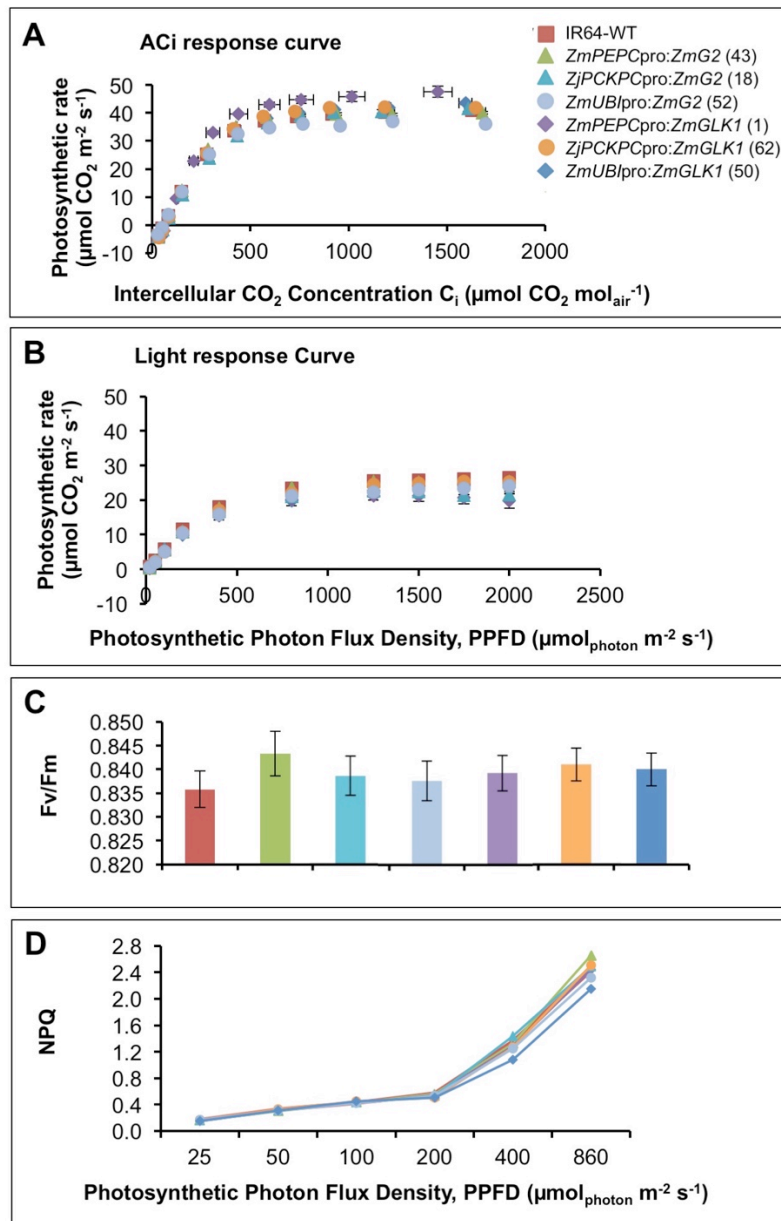 A
ACi response curve
IR64-WT
ZmPEPCpro:ZmG2 (43)
ZjPCKPCpro:ZmG2 (18)
ZmUBIpro:ZmG2 (52)
ZmPEPCpro:ZmGLK1 (1)
ZjPCKPCpro:ZmGLK1 (62)
ZmUBIpro:ZmGLK1 (50)
Photosynthetic rate
(µmol CO₂ m⁻² s⁻¹)
50
40
30
20
10
0
-10
0 500 1000 1500 2000
Intercellular CO₂ Concentration Cᵢ (µmol CO₂ mol_air⁻¹)
B
Light response Curve
Photosynthetic rate
(µmol CO₂ m⁻² s⁻¹)
50
40
30
20
10
0
-10
0 500 1000 1500 2000 2500
Photosynthetic Photon Flux Density, PPFD (µmol_photon m⁻² s⁻¹)
C
Fv/Fm
0.850
0.845
0.840
0.835
0.830
0.825
0.820
D
NPQ
2.8
2.4
1.6
1.2
0.8
0.4
0.0
25 50 100 200 400 860
Photosynthetic Photon Flux Density, PPFD (µmol_photon m⁻² s⁻¹)